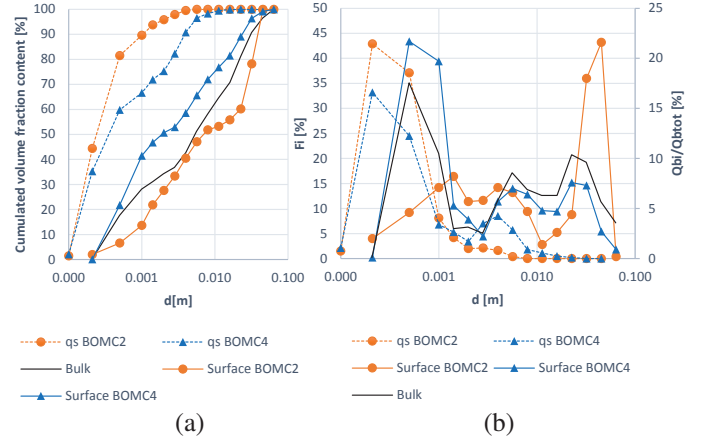 Cumulated volume fraction content [%]
100
90
80
70
60
50
40
30
20
10
0
0.000 0.001 0.010 0.100
d[m]
qs BOMC2 qs BOMC4
Bulk Surface BOMC2
Surface BOMC4
(a)
Fi [%]
50
45
40
35
30
25
20
15
10
5
0
25
20
15
10
5
0
Qbi/Qbtot [%]
0.000 0.001 0.010 0.100
d [m]
qs BOMC2 qs BOMC4
Surface BOMC2 Surface BOMC4
Bulk
(b)